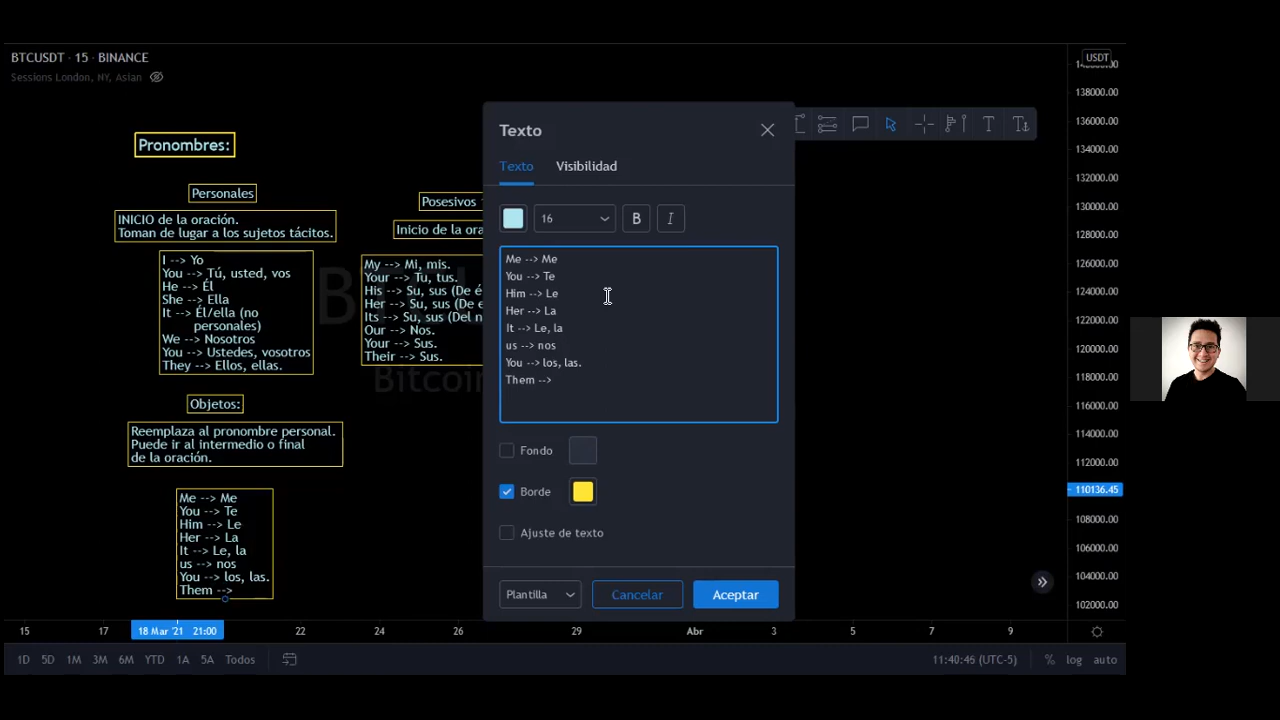 BTCUSDT · 15 · BINANCE
Sessions London, NY, Asian
Pronombres:
Personales
INICIO de la oración.
Toman de lugar a los sujetos tácitos.
I --> Yo
You --> Tú, usted, vos
He --> Él
She --> Ella
It --> Él/ella (no
personales)
We --> Nosotros
You --> Ustedes, vosotros
They --> Ellos, ellas.
Objetos:
Reemplaza al pronombre personal.
Puede ir al intermedio o final
de la oración.
Me --> Me
You --> Te
Him --> Le
Her --> La
It --> Le, la
us --> nos
You --> los, las.
Them -->
Posesivos
Inicio de la
My --> Mi, mis.
Your --> Tu, tus.
His --> Su, sus (De
Her --> Su, sus (De
Its --> Su, sus (Del
Our --> Nos.
Your --> Sus.
Their --> Sus.
Bitcoin
Texto
Texto
Visibilidad
16
B
I
Me --> Me
You --> Te
Him --> Le
Her --> La
It --> Le, la
us --> nos
You --> los, las.
Them -->
Fondo
Borde
Ajuste de texto
Plantilla
Cancelar
Aceptar
USDT
138000.00
136000.00
134000.00
132000.00
130000.00
128000.00
126000.00
124000.00
122000.00
120000.00
118000.00
116000.00
114000.00
112000.00
110136.45
108000.00
106000.00
104000.00
102000.00
15
17
18 Mar '21 21:00
22
24
26
29
Abr
3
5
7
9
1D
5D
1M
3M
6M
YTD
1A
5A
Todos
11:40:46 (UTC-5)
%
log
auto